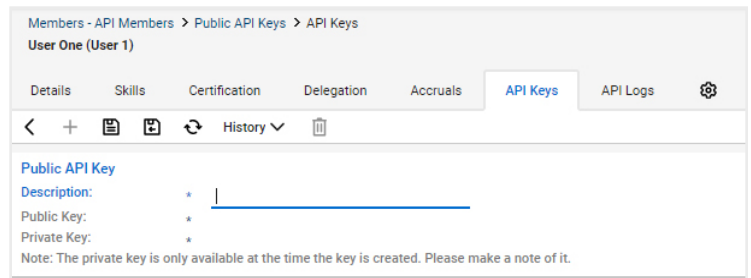 Members - API Members > Public API Keys > API Keys
User One (User 1)
Details Skills Certification Delegation Accruals API Keys API Logs
History
Public API Key
Description: *
Public Key: *
Private Key: *
Note: The private key is only available at the time the key is created. Please make a note of it.